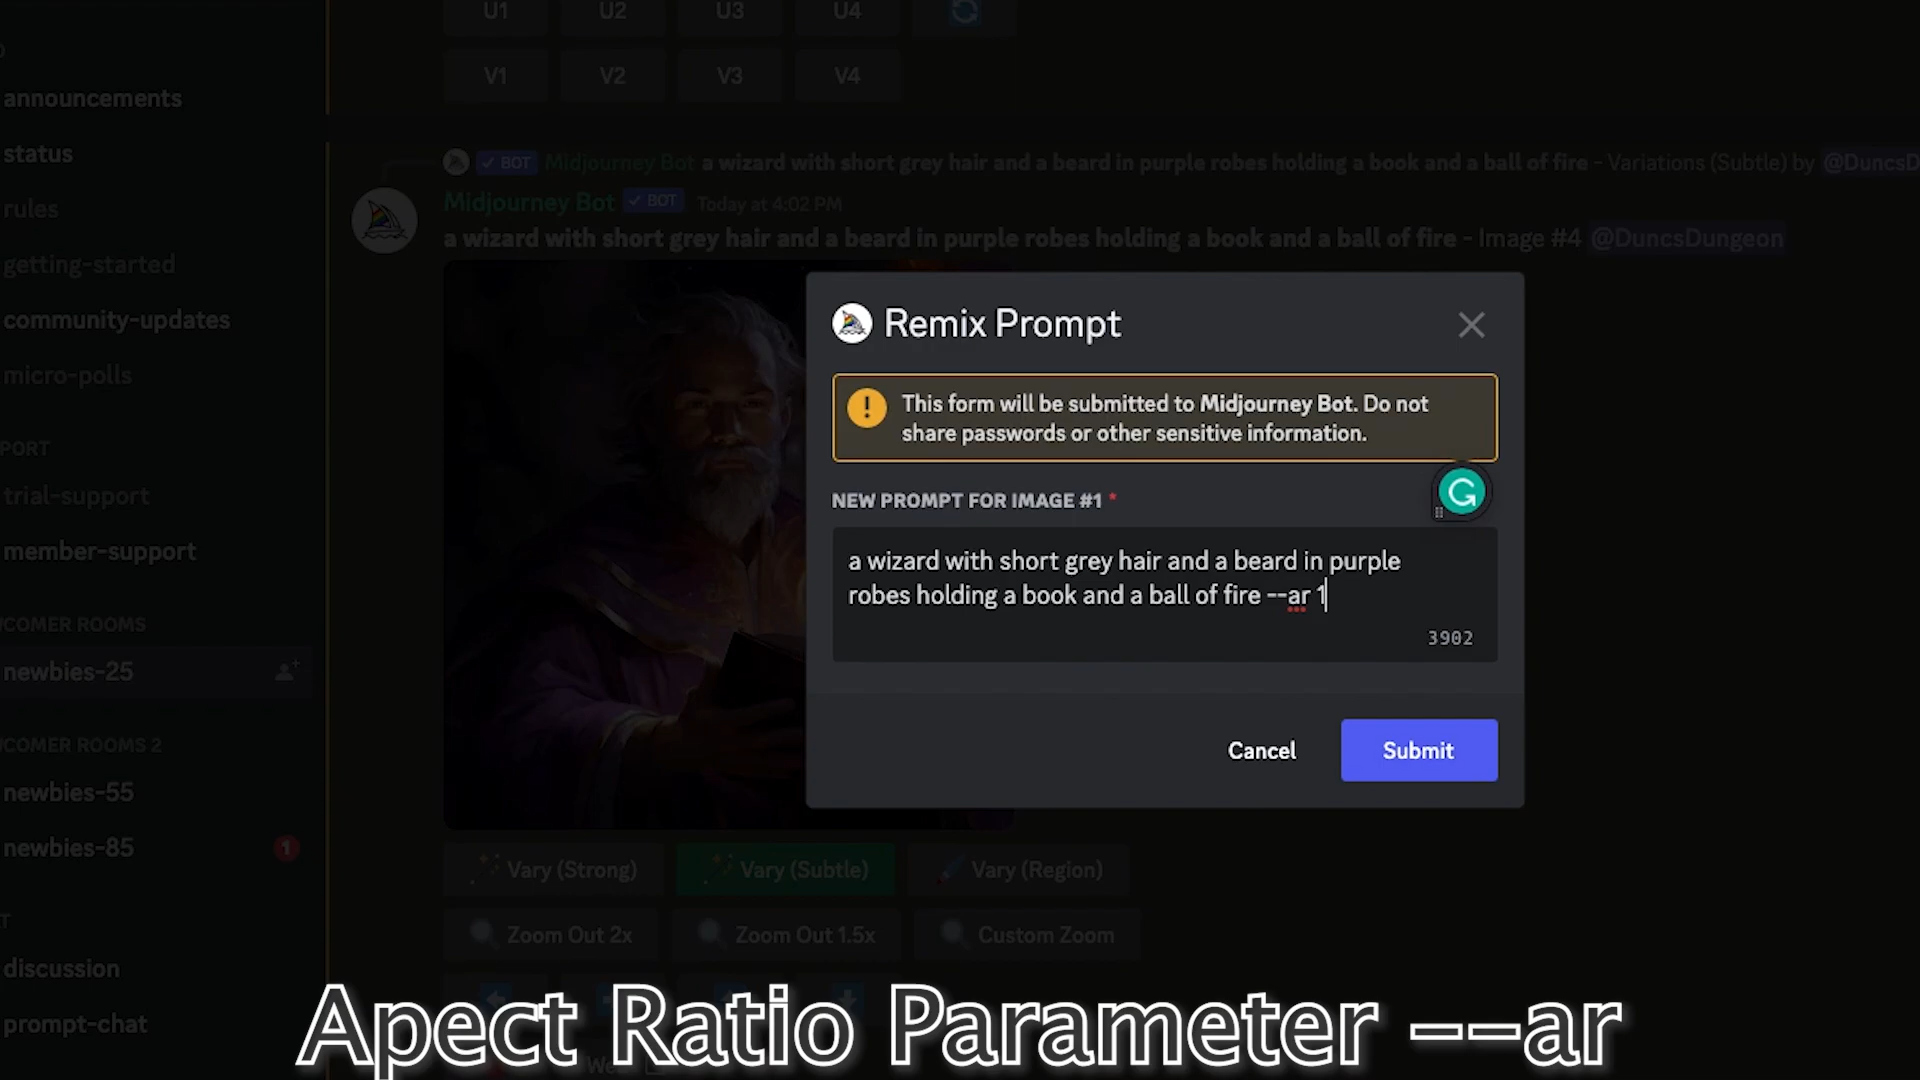 U1 U2 U3 U4
V1 V2 V3 V4
announcements
status
rules
getting-started
community-updates
micro-polls
PORT
trial-support
member-support
COMER ROOMS
newbies-25
COMER ROOMS 2
newbies-55
newbies-85 1
discussion
prompt-chat
✓ BOT Midjourney Bot a wizard with short grey hair and a beard in purple robes holding a book and a ball of fire - Variations (Subtle) by @DuncsD
Midjourney Bot ✓ BOT Today at 4:02 PM
a wizard with short grey hair and a beard in purple robes holding a book and a ball of fire - Image #4 @DuncsDungeon
Remix Prompt
This form will be submitted to Midjourney Bot. Do not
share passwords or other sensitive information.
NEW PROMPT FOR IMAGE #1 *
a wizard with short grey hair and a beard in purple
robes holding a book and a ball of fire --ar 1
3902
Cancel Submit
Vary (Strong) Vary (Subtle) Vary (Region)
Zoom Out 2x Zoom Out 1.5x Custom Zoom
Apect Ratio Parameter --ar